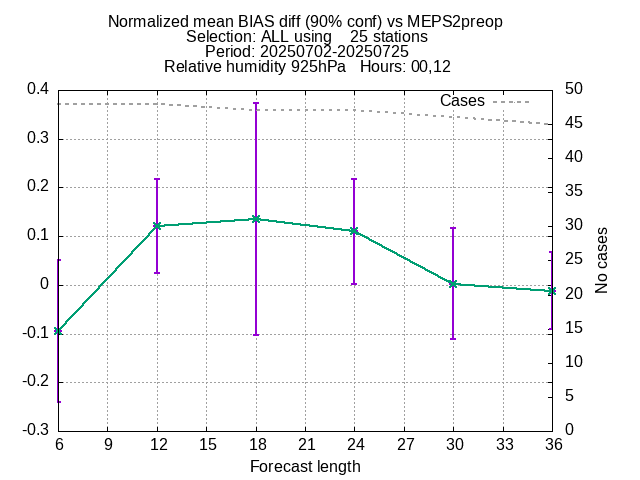 Normalized mean BIAS diff (90% conf) vs MEPS2preop
Selection: ALL using    25 stations
Period: 20250702-20250725
Relative humidity 925hPa   Hours: 00,12
Cases
0.4
0.3
0.2
0.1
0
-0.1
-0.2
-0.3
50
45
40
35
30
25
20
15
10
5
0
No cases
6 9 12 15 18 21 24 27 30 33 36
Forecast length